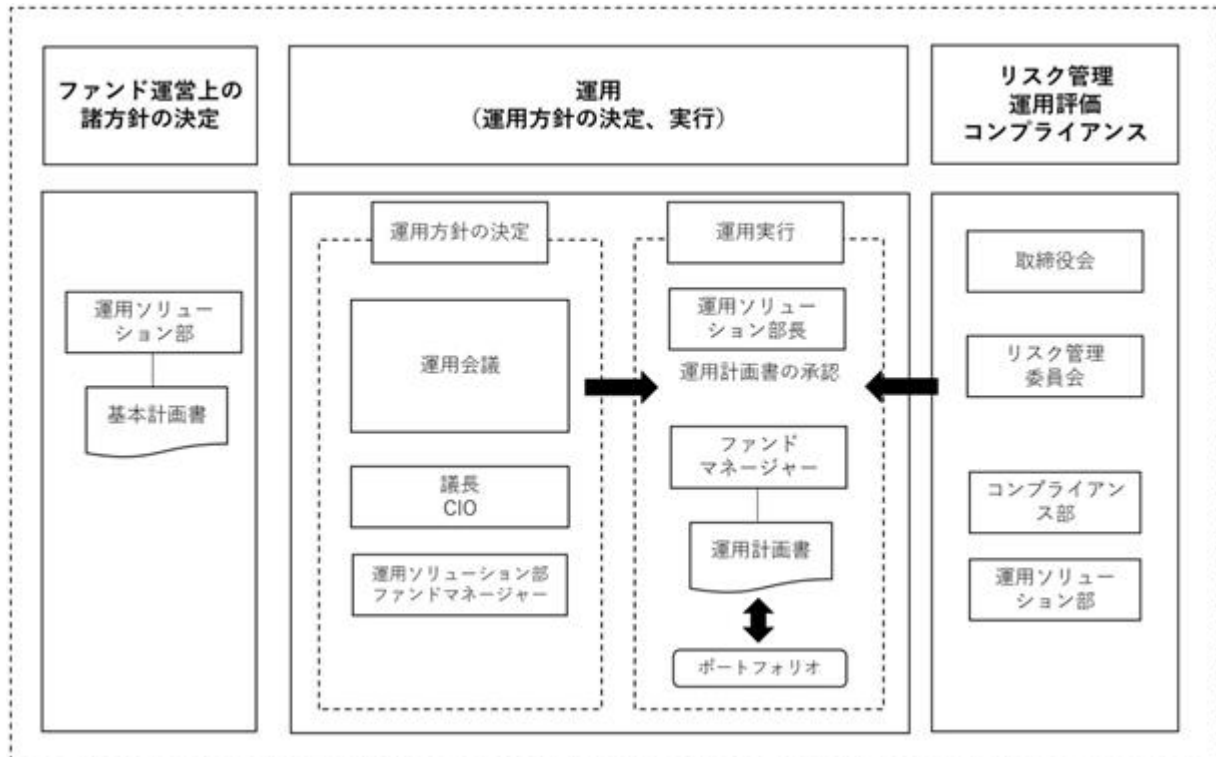 ファンド運営上の
諸方針の決定
運用
（運用方針の決定、実行）
リスク管理
運用評価
コンプライアンス
運用ソリュー
ション部
基本計画書
運用方針の決定
運用会議
議長
CIO
運用ソリューション部
ファンドマネージャー
運用実行
運用ソリュー
ション部長
運用計画書の承認
ファンド
マネージャー
運用計画書
ポートフォリオ
取締役会
リスク管理
委員会
コンプライアン
ス部
運用ソリュー
ション部